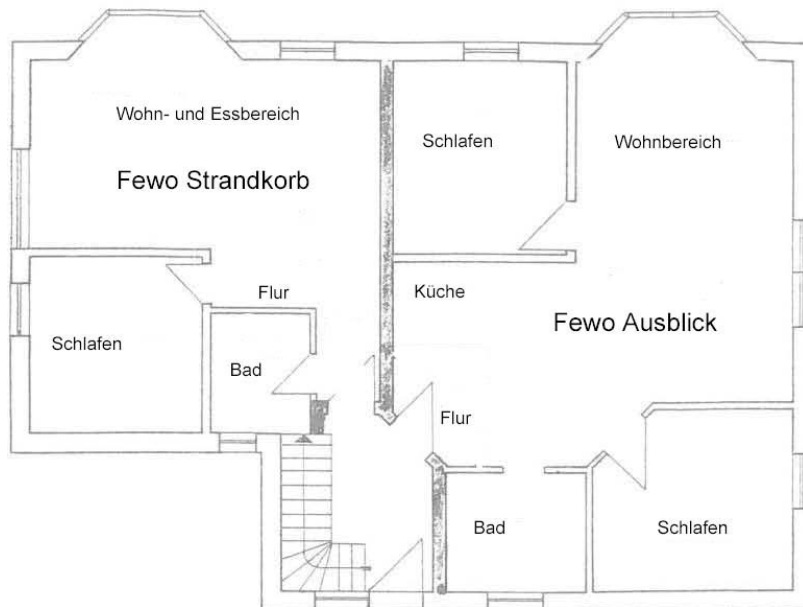 Wohn- und Essbereich
Fewo Strandkorb
Schlafen
Wohnbereich
Flur
Küche
Fewo Ausblick
Schlafen
Bad
Flur
Bad
Schlafen